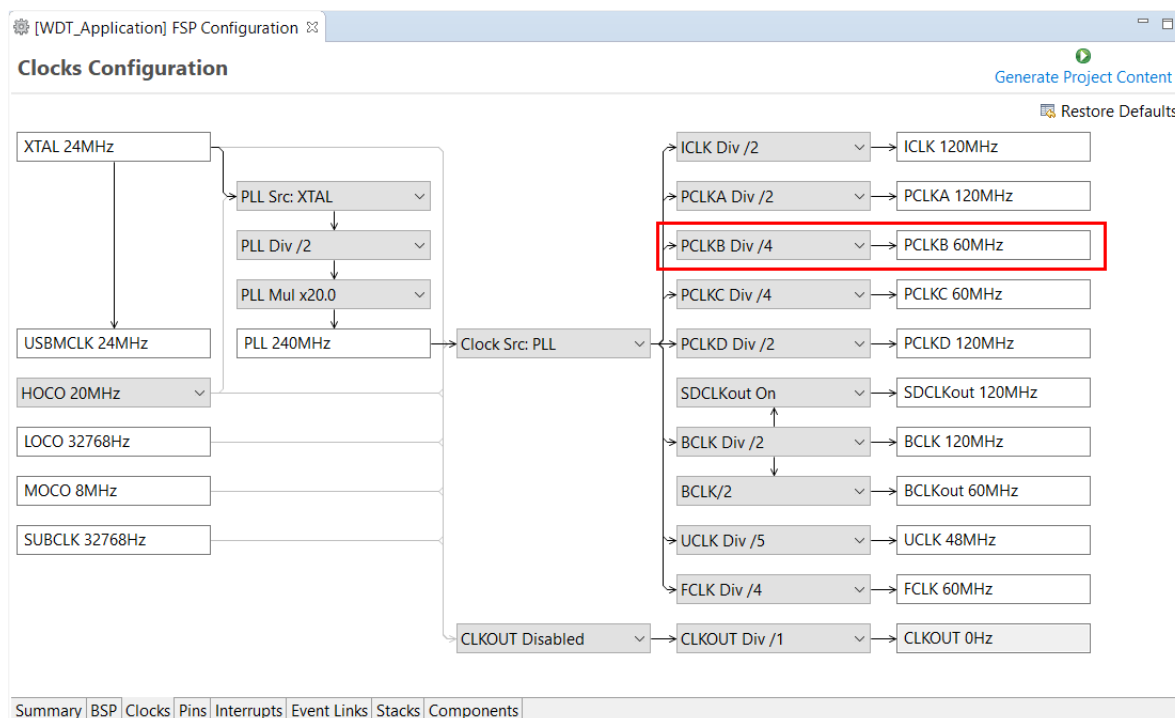 [WDT_Application] FSP Configuration
Clocks Configuration
Generate Project Content
Restore Defaults
XTAL 24MHz
ICLK Div /2
ICLK 120MHz
PLL Src: XTAL
PCLKA Div /2
PCLKA 120MHz
PLL Div /2
PCLKB Div /4
PCLKB 60MHz
PLL Mul x20.0
PCLKC Div /4
PCLKC 60MHz
USBMCLK 24MHz
PLL 240MHz
Clock Src: PLL
PCLKD Div /2
PCLKD 120MHz
HOCO 20MHz
SDCLKout On
SDCLKout 120MHz
LOCO 32768Hz
BCLK Div /2
BCLK 120MHz
MOCO 8MHz
BCLK/2
BCLKout 60MHz
SUBCLK 32768Hz
UCLK Div /5
UCLK 48MHz
FCLK Div /4
FCLK 60MHz
CLKOUT Disabled
CLKOUT Div /1
CLKOUT 0Hz
Summary BSP Clocks Pins Interrupts Event Links Stacks Components